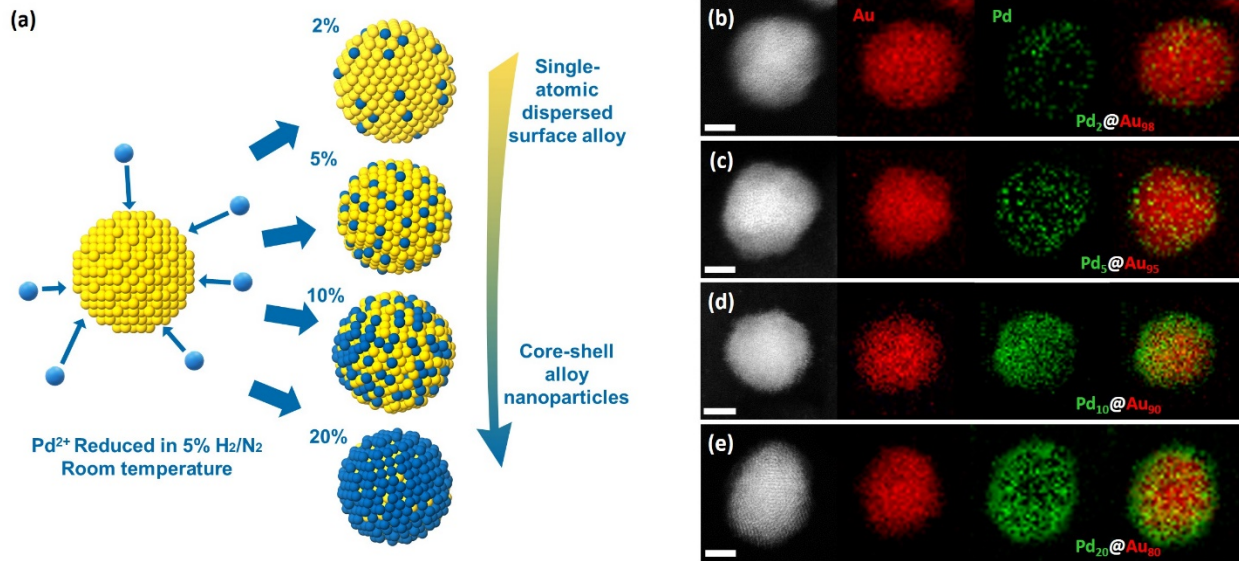 (a)
2%
Single-
atomic
dispersed
surface alloy
5%
10%
Core-shell
alloy
nanoparticles
20%
Pd²⁺ Reduced in 5% H₂/N₂
Room temperature
(b)
Au
Pd
Pd₂@Au₉₈
(c)
Pd₅@Au₉₅
(d)
Pd₁₀@Au₉₀
(e)
Pd₂₀@Au₈₀